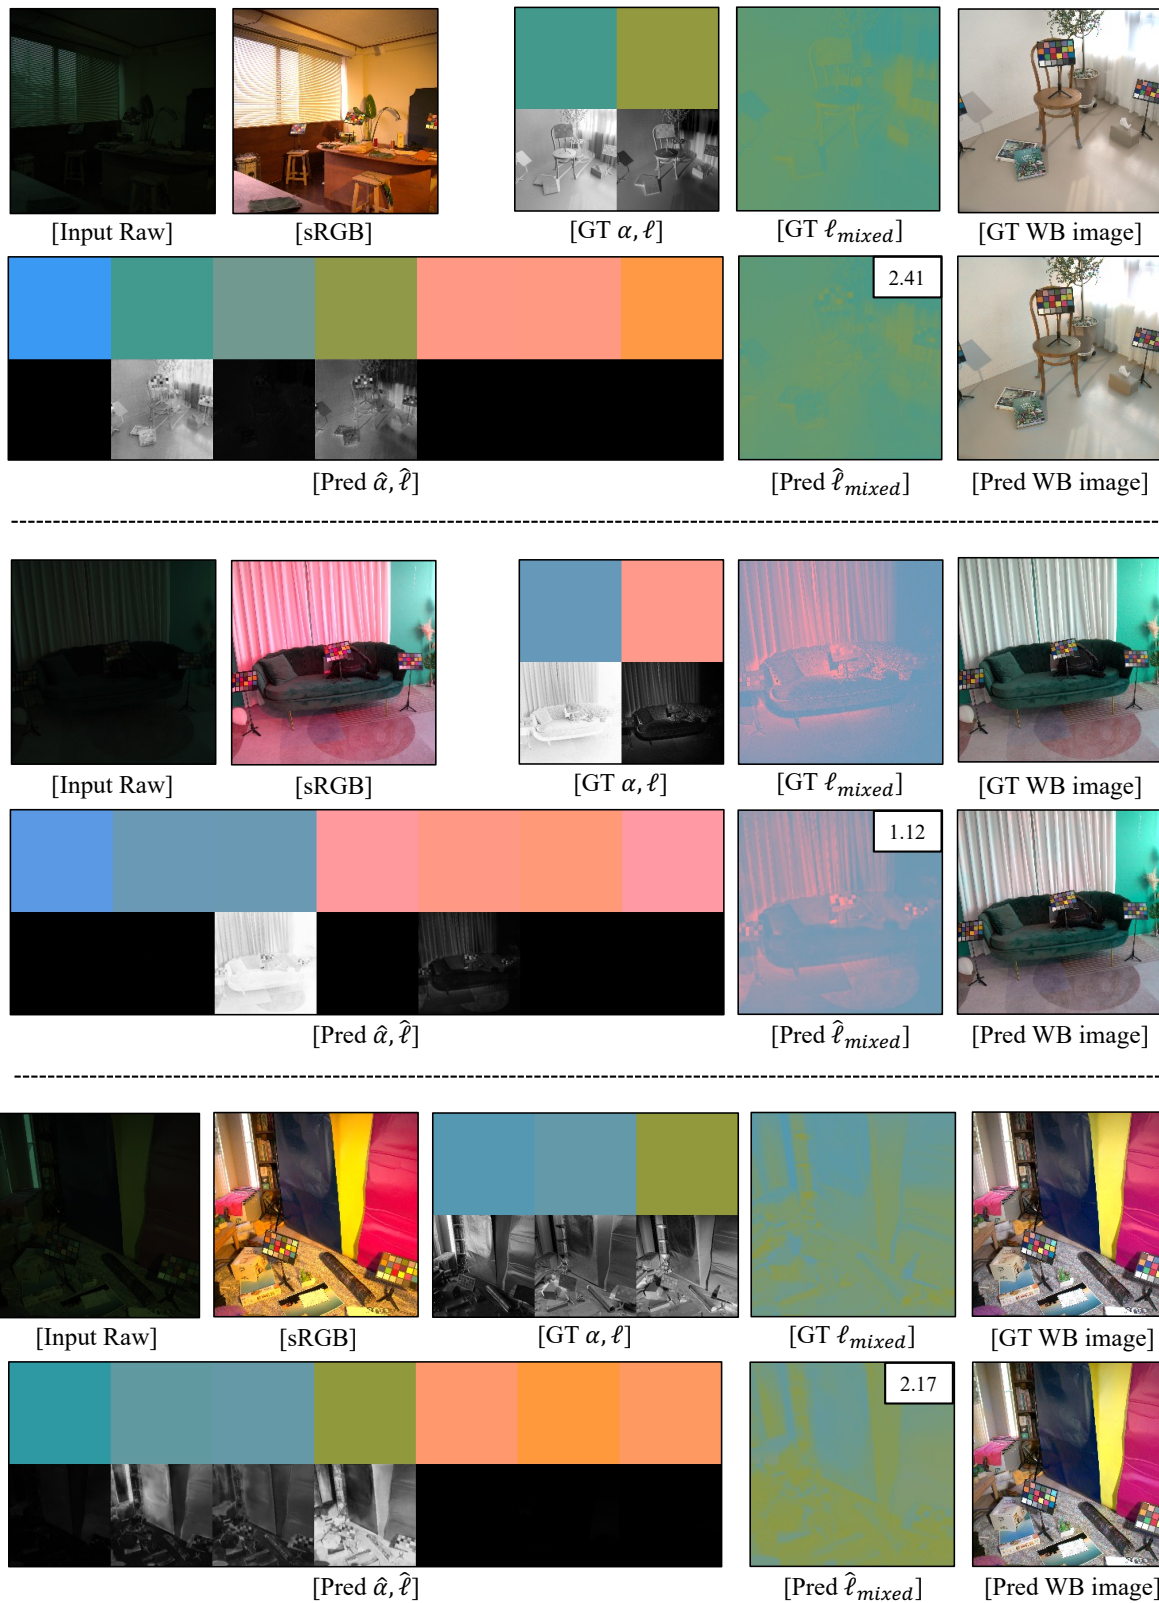 [Input Raw] [sRGB] [GT α, ℓ] [GT ℓ_mixed] [GT WB image]
2.41
[Pred α̂, ℓ̂] [Pred ℓ̂_mixed] [Pred WB image]
[Input Raw] [sRGB] [GT α, ℓ] [GT ℓ_mixed] [GT WB image]
1.12
[Pred α̂, ℓ̂] [Pred ℓ̂_mixed] [Pred WB image]
[Input Raw] [sRGB] [GT α, ℓ] [GT ℓ_mixed] [GT WB image]
2.17
[Pred α̂, ℓ̂] [Pred ℓ̂_mixed] [Pred WB image]